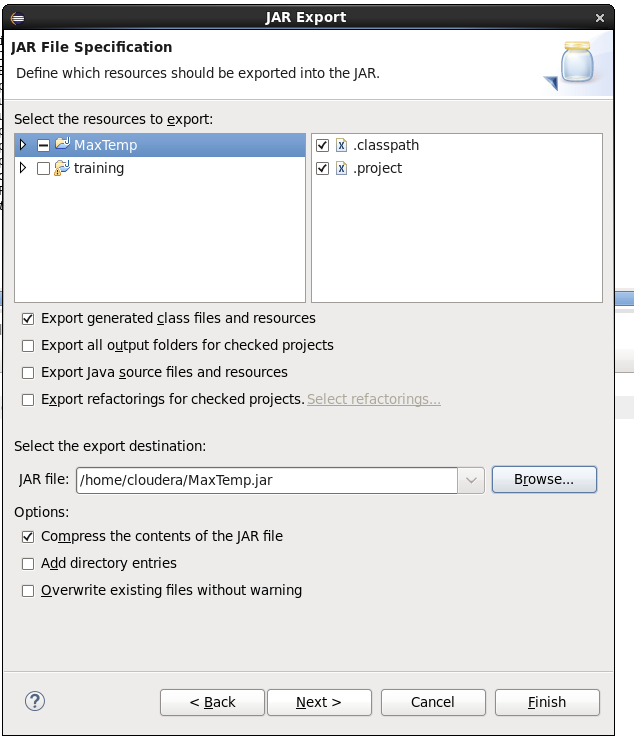 JAR Export
JAR File Specification
Define which resources should be exported into the JAR.
Select the resources to export:
MaxTemp
training
.classpath
.project
Export generated class files and resources
Export all output folders for checked projects
Export Java source files and resources
Export refactorings for checked projects. Select refactorings...
Select the export destination:
JAR file: /home/cloudera/MaxTemp.jar Browse...
Options:
Compress the contents of the JAR file
Add directory entries
Overwrite existing files without warning
< Back Next > Cancel Finish